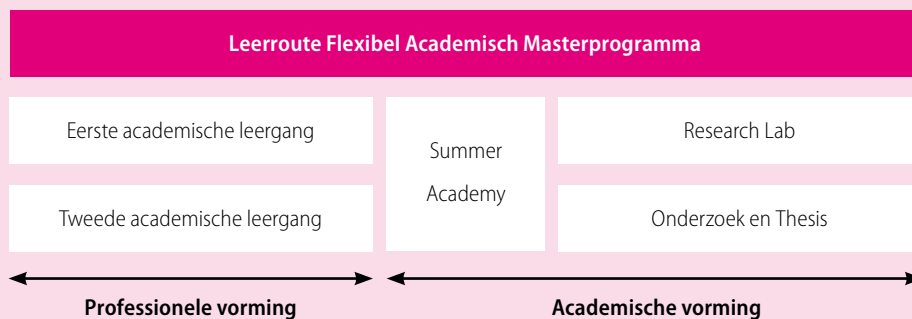 Leerroute Flexibel Academisch Masterprogramma
Eerste academische leergang
Tweede academische leergang
Summer
Academy
Research Lab
Onderzoek en Thesis
Professionele vorming
Academische vorming